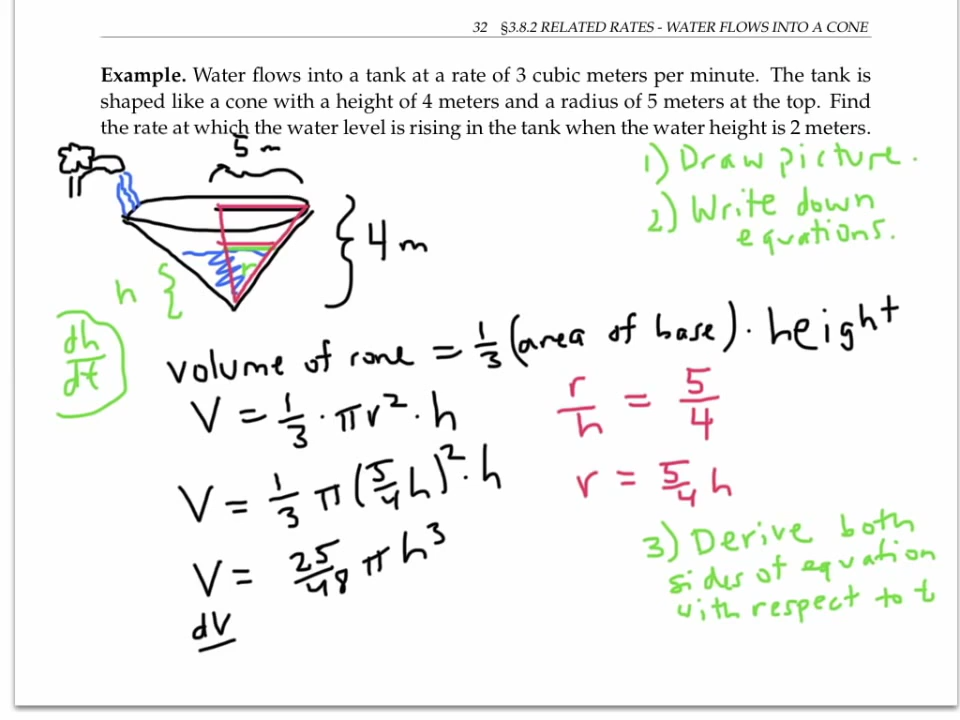 32 §3.8.2 RELATED RATES - WATER FLOWS INTO A CONE
Example. Water flows into a tank at a rate of 3 cubic meters per minute. The tank is
shaped like a cone with a height of 4 meters and a radius of 5 meters at the top. Find
the rate at which the water level is rising in the tank when the water height is 2 meters.
5 m
1) Draw picture.
2) Write down
equations.
4 m
r
h
dh/dt
volume of cone = 1/3 (area of base) · height
V = 1/3 · πr² · h
r/h = 5/4
V = 1/3 π (5/4 h)² · h
r = 5/4 h
3) Derive both
sides of equation
with respect to t
V = 25/48 π h³
dV